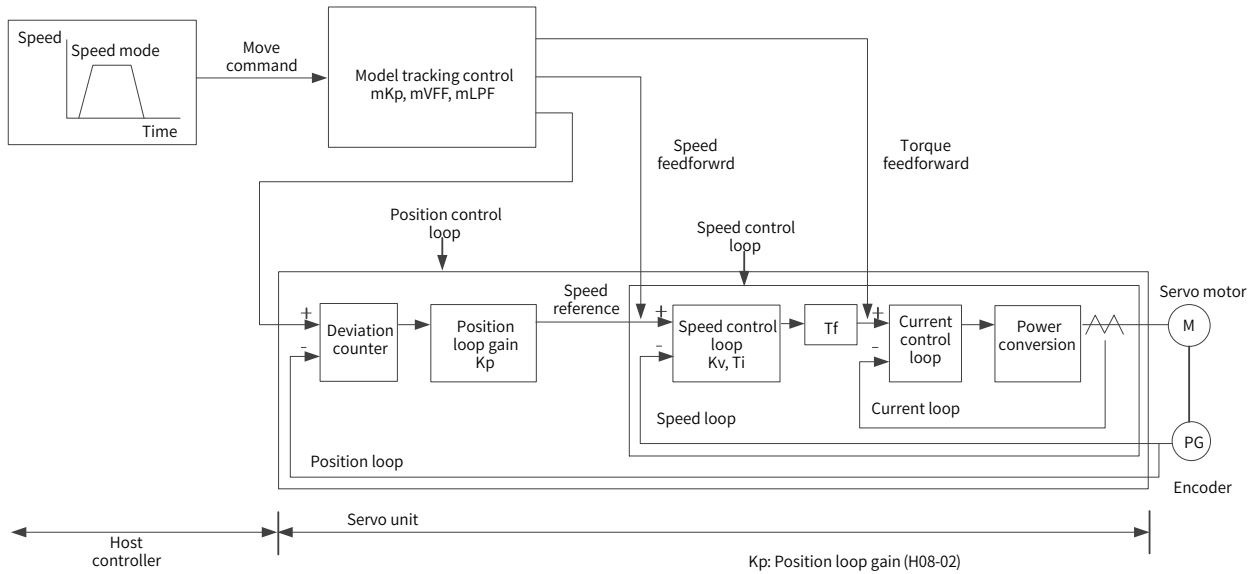 Speed
Speed mode
Time
Move
command
Model tracking control
mKp, mVFF, mLPF
Speed
feedforwrd
Torque
feedforward
Position control
loop
Speed control
loop
Speed
reference
Servo motor
+
-
Deviation
counter
Position
loop gain
Kp
+
-
Speed control
loop
Kv, Ti
Tf
+
-
Current
control
loop
Power
conversion
M
Current loop
Speed loop
PG
Position loop
Encoder
Servo unit
Host
controller
Kp: Position loop gain (H08-02)